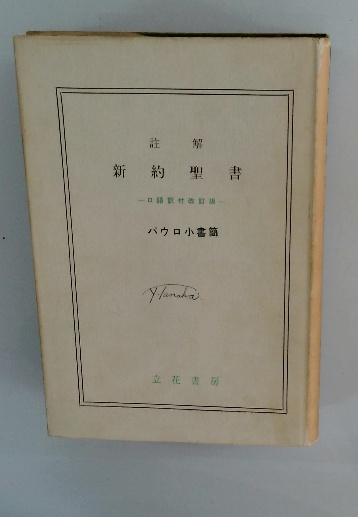 註解
新約聖書
―口語訳付改訂版―
パウロ小書簡
Y Tanaka
立花書房